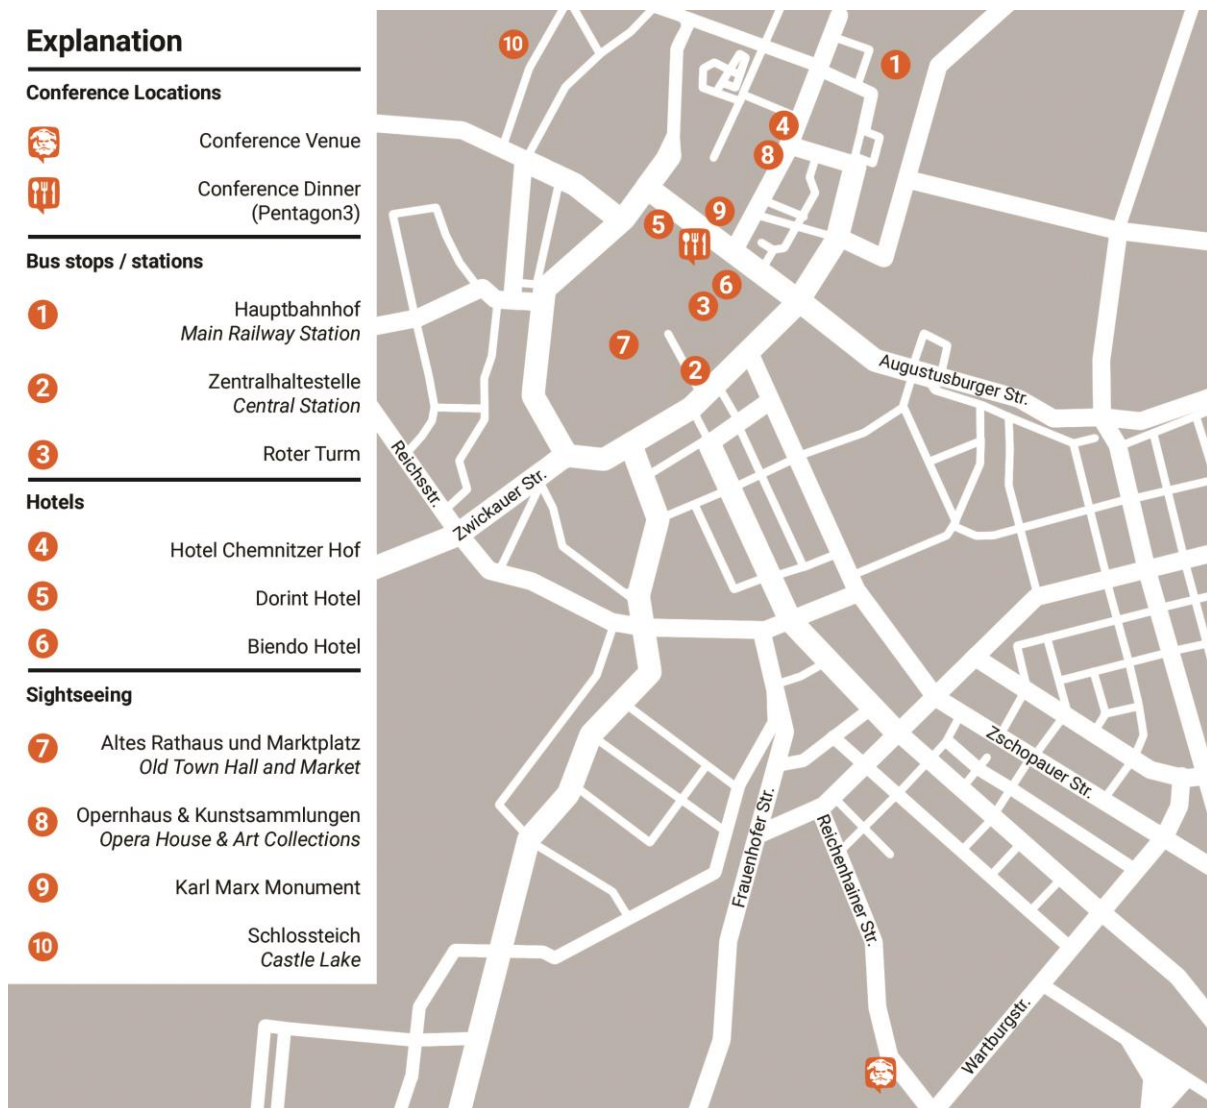 Explanation
Conference Locations
Conference Venue
Conference Dinner
(Pentagon3)
Bus stops / stations
1
Hauptbahnhof
Main Railway Station
2
Zentralhaltestelle
Central Station
3
Roter Turm
Hotels
4
Hotel Chemnitzer Hof
5
Dorint Hotel
6
Biendo Hotel
Sightseeing
7
Altes Rathaus und Marktplatz
Old Town Hall and Market
8
Opernhaus & Kunstsammlungen
Opera House & Art Collections
9
Karl Marx Monument
10
Schlossteich
Castle Lake
10
1
4
8
9
5
6
3
7
2
Augustusburger Str.
Reichsstr.
Zwickauer Str.
Zschopauer Str.
Frauenhofer Str.
Reichenhainer Str.
Wartburgstr.